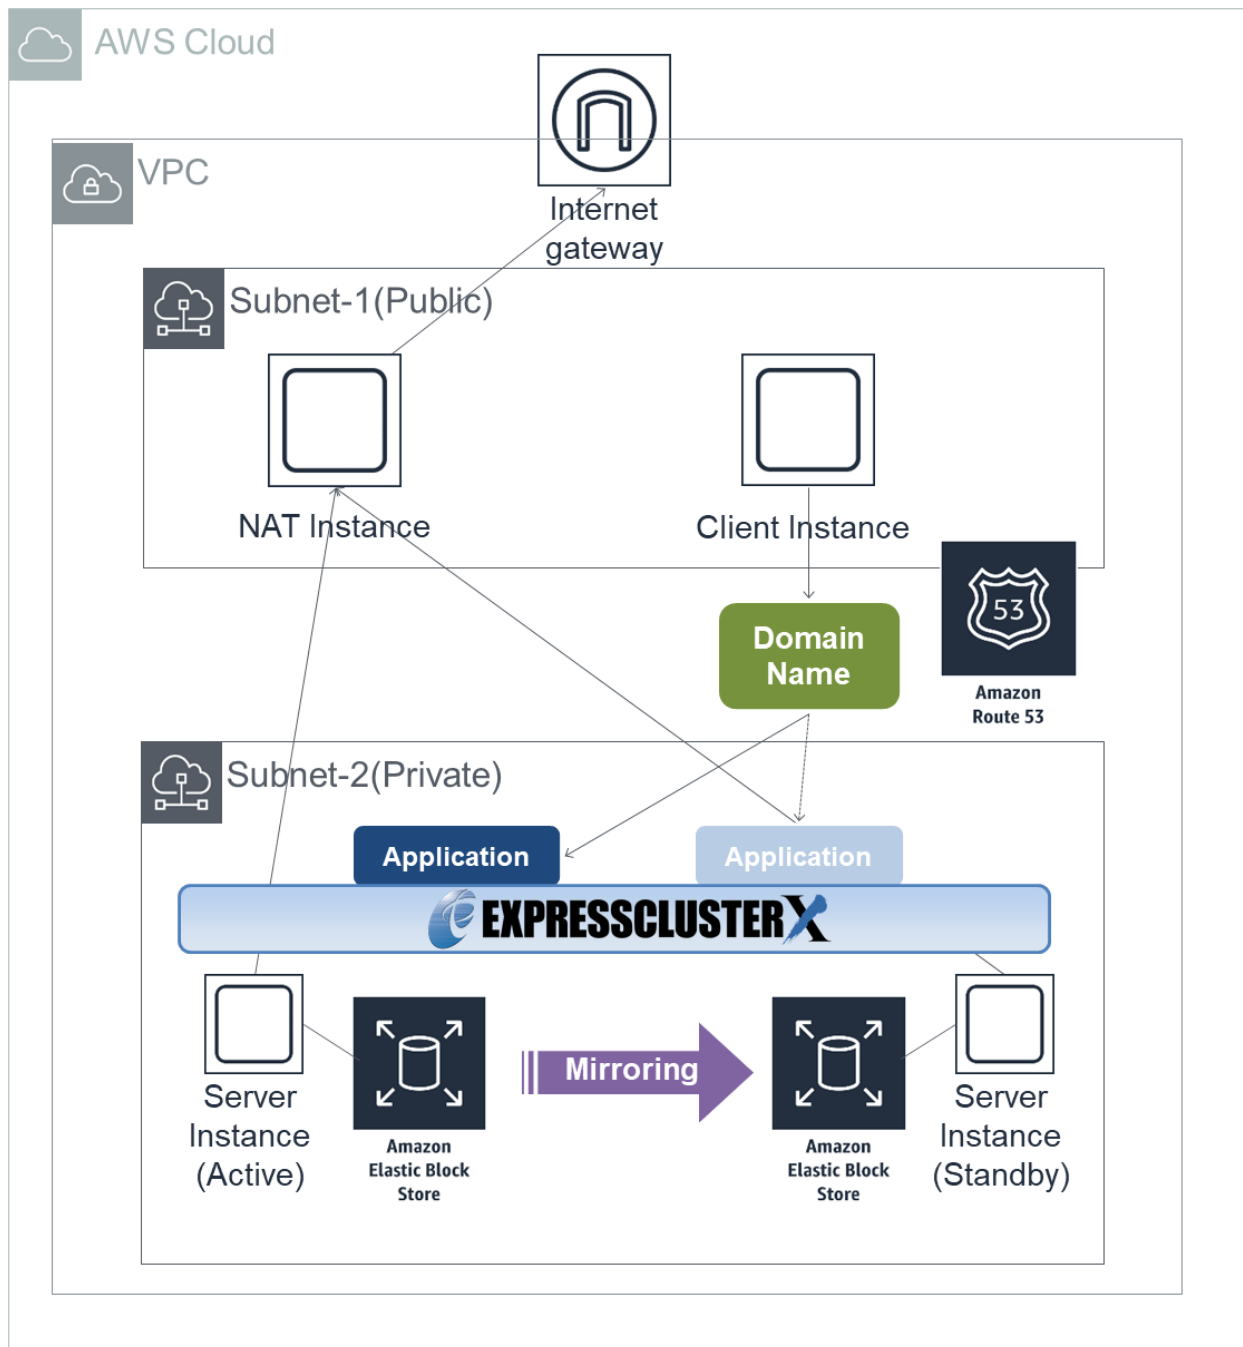 AWS Cloud
VPC
Internet
gateway
Subnet-1(Public)
NAT Instance
Client Instance
53
Domain
Name
Amazon
Route 53
Subnet-2(Private)
Application
Application
EXPRESSCLUSTER X
Mirroring
Server
Instance
(Active)
Amazon
Elastic Block
Store
Amazon
Elastic Block
Store
Server
Instance
(Standby)